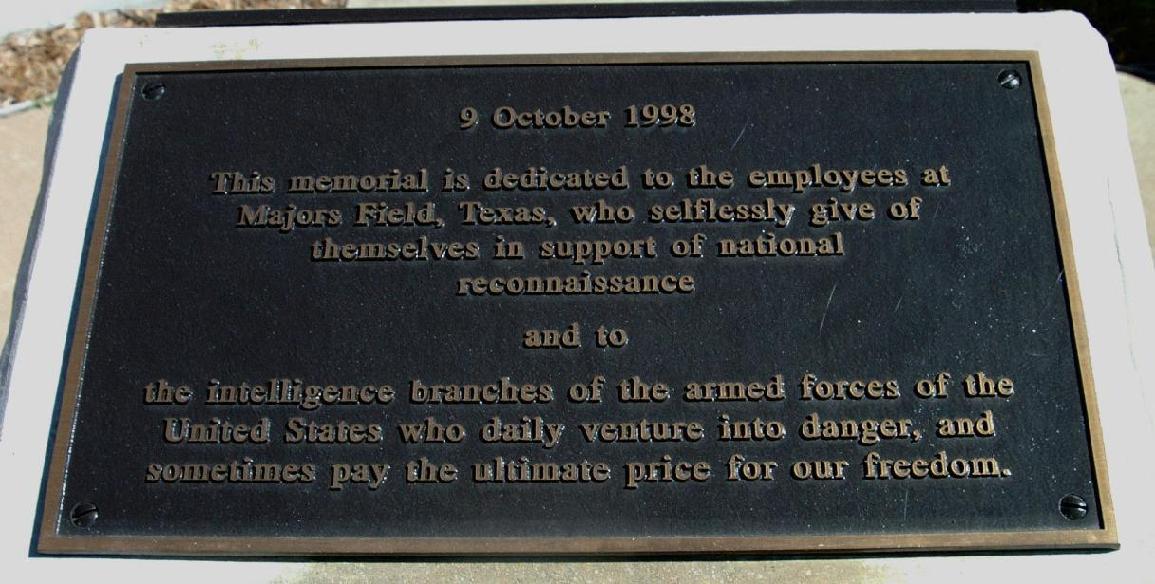 9 October 1998
This memorial is dedicated to the employees at
Majors Field, Texas, who selflessly give of
themselves in support of national
reconnaissance
and to
the intelligence branches of the armed forces of the
United States who daily venture into danger, and
sometimes pay the ultimate price for our freedom.